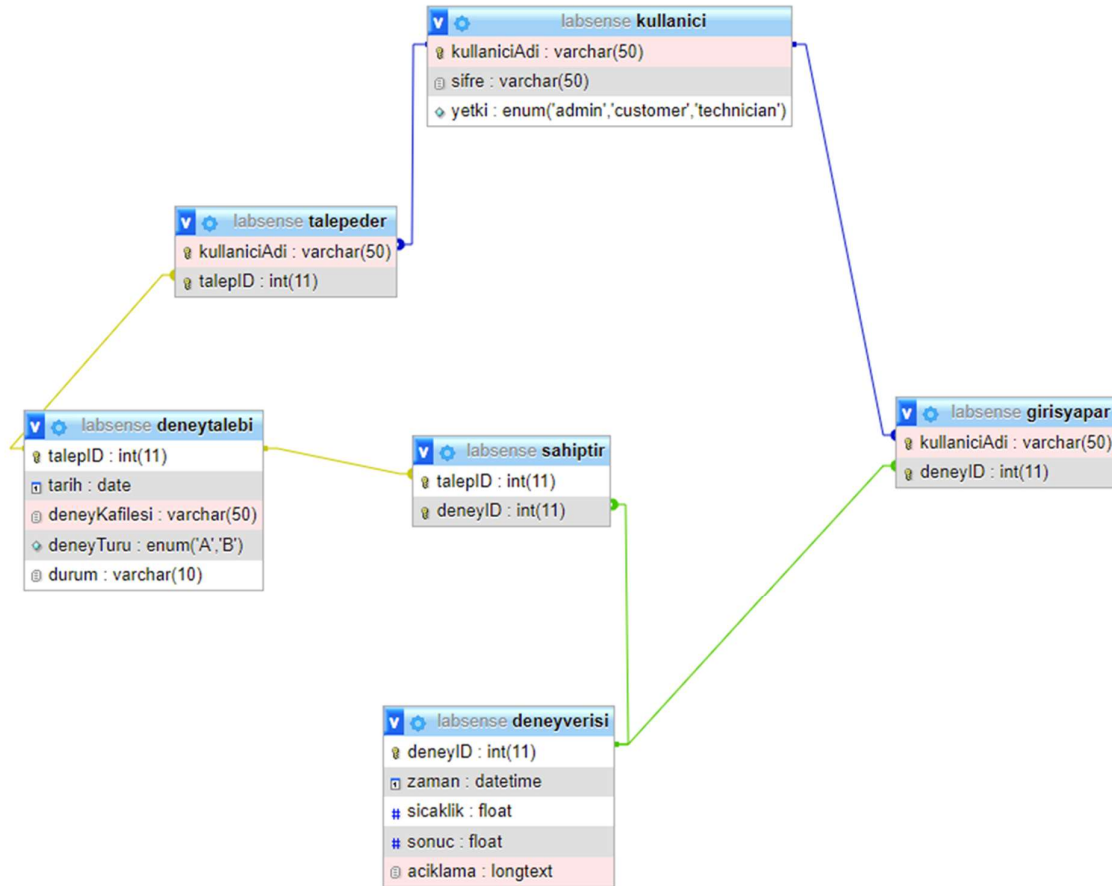 labsense kullanici
kullaniciAdi : varchar(50)
sifre : varchar(50)
yetki : enum('admin','customer','technician')
labsense talepeder
kullaniciAdi : varchar(50)
talepID : int(11)
labsense deneytalebi
talepID : int(11)
tarih : date
deneyKafilesi : varchar(50)
deneyTuru : enum('A','B')
durum : varchar(10)
labsense sahiptir
talepID : int(11)
deneyID : int(11)
labsense girisyapar
kullaniciAdi : varchar(50)
deneyID : int(11)
labsense deneyverisi
deneyID : int(11)
zaman : datetime
# sicaklik : float
# sonuc : float
aciklama : longtext